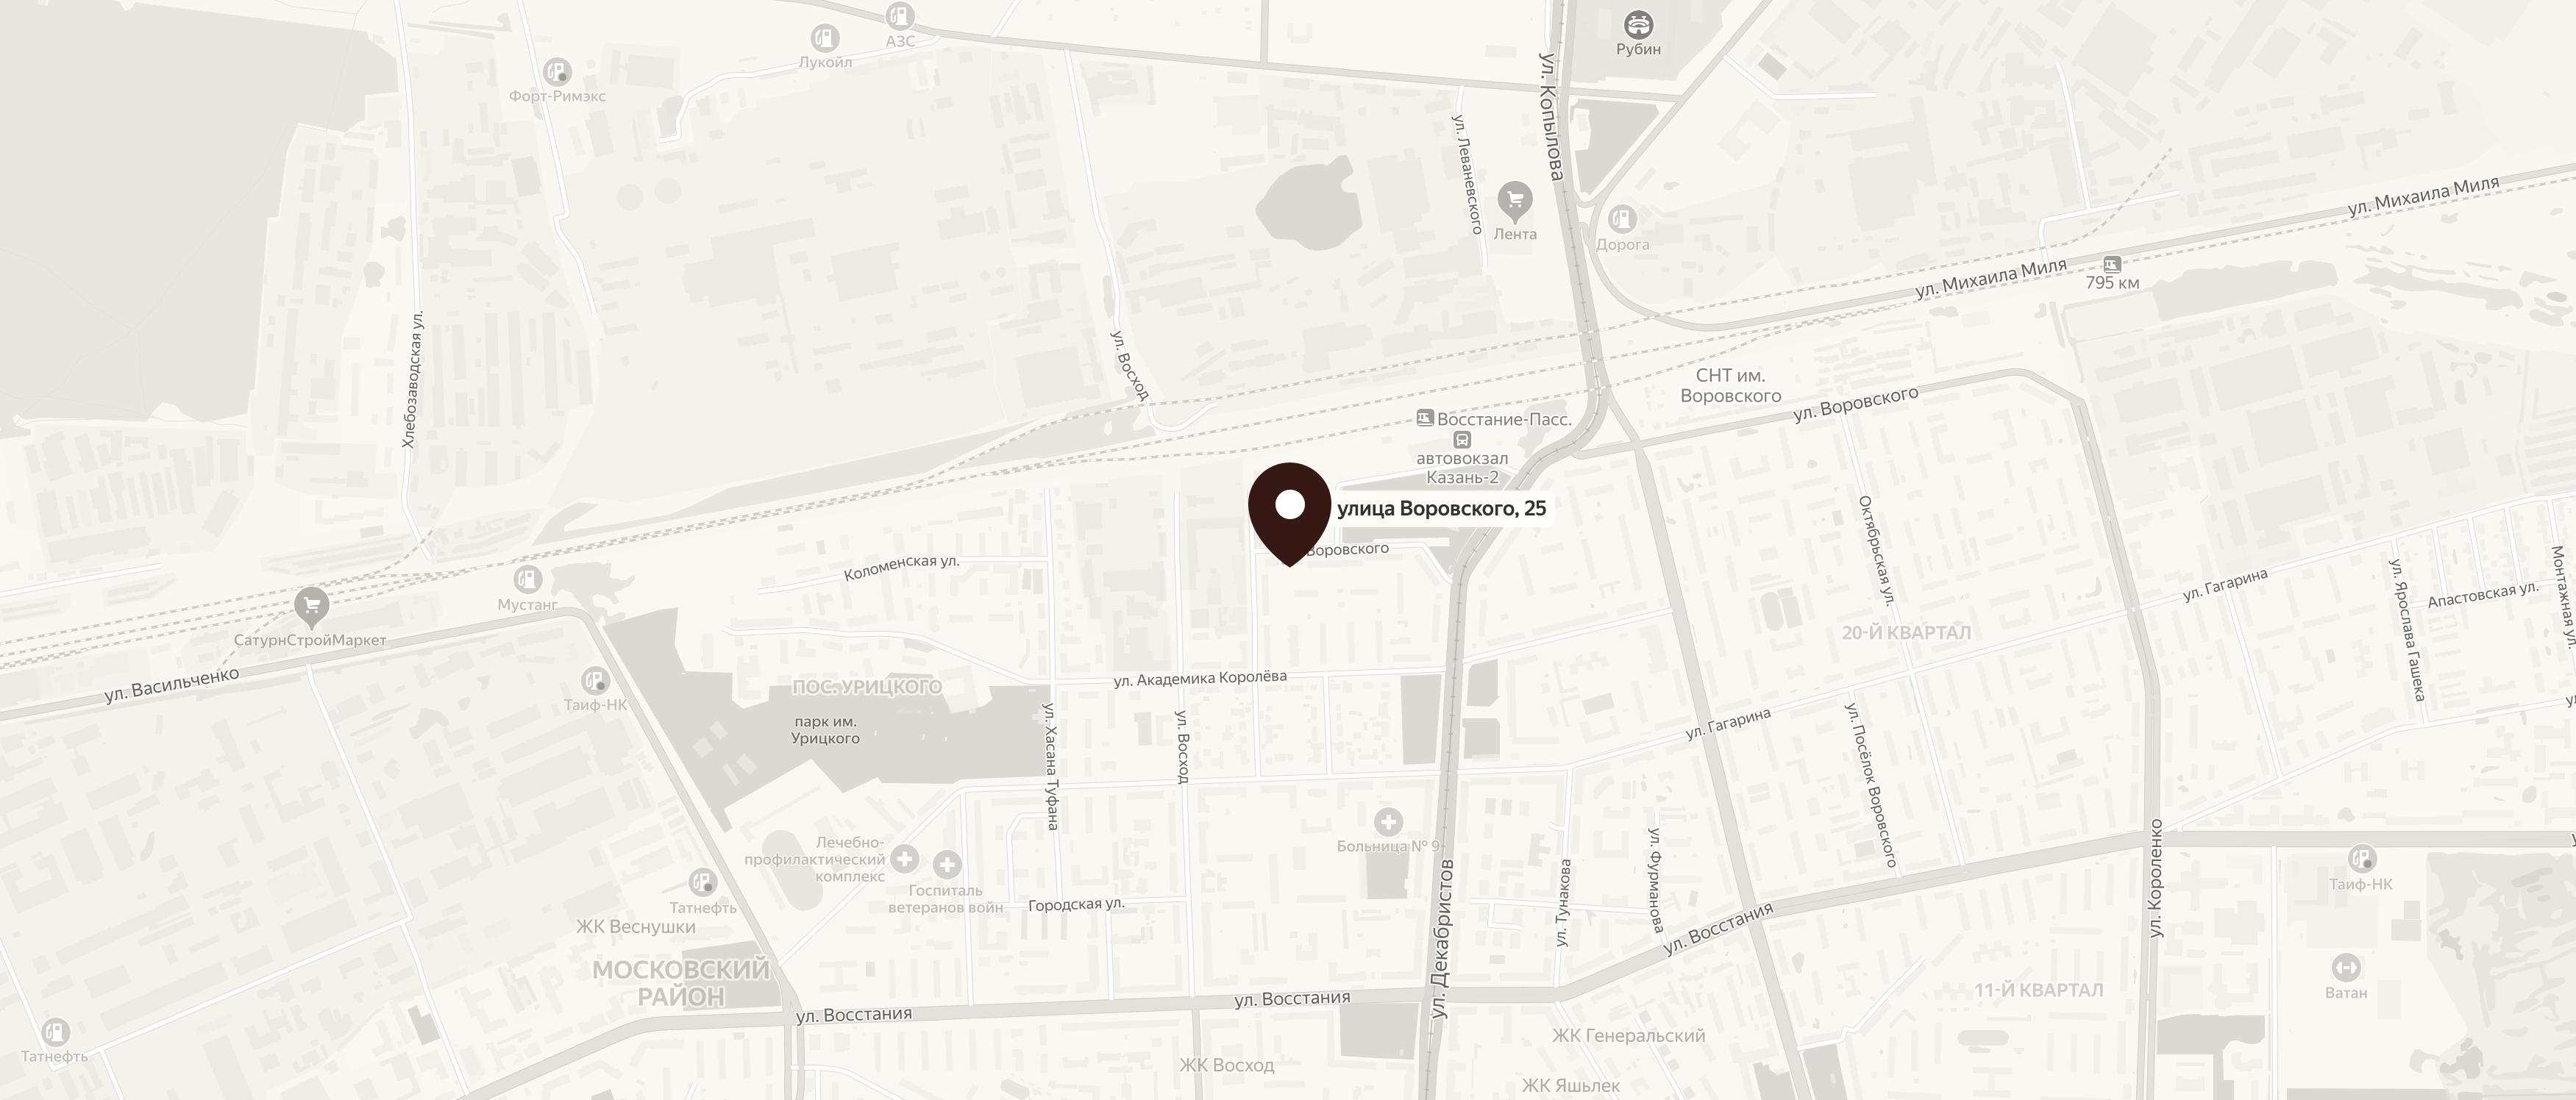 АЗС
Рубин
Лукойл
Форт-Римэкс
ул. Копылова
ул. Леваневского
Лента
Дорога
ул. Михаила Миля
ул. Михаила Миля
795 км
Хлебозаводская ул.
ул. Восход
СНТ им.
Воровского
ул. Воровского
Восстание-Пасс.
автовокзал
Казань-2
улица Воровского, 25
Воровского
Октябрьская ул.
Коломенская ул.
Мустанг
СатурнСтройМаркет
ул. Васильченко
Таиф-НК
ПОС. УРИЦКОГО
парк им.
Урицкого
ул. Академика Королёва
ул. Хасана Туфана
ул. Восход
20-Й КВАРТАЛ
ул. Гагарина
ул. Гагарина
Апастовская ул.
Монтажная ул.
ул. Ярослава Гашека
ул. Посёлок Воровского
Лечебно-
профилактический
комплекс
Госпиталь
ветеранов войн
Городская ул.
Больница № 9
ул. Декабристов
ул. Тунакова
ул. Фурманова
ул. Короленко
Таиф-НК
Татнефть
ЖК Веснушки
МОСКОВСКИЙ
РАЙОН
ул. Восстания
ул. Восстания
ул. Восстания
11-Й КВАРТАЛ
Ватан
Татнефть
ЖК Восход
ЖК Генеральский
ЖК Яшьлек